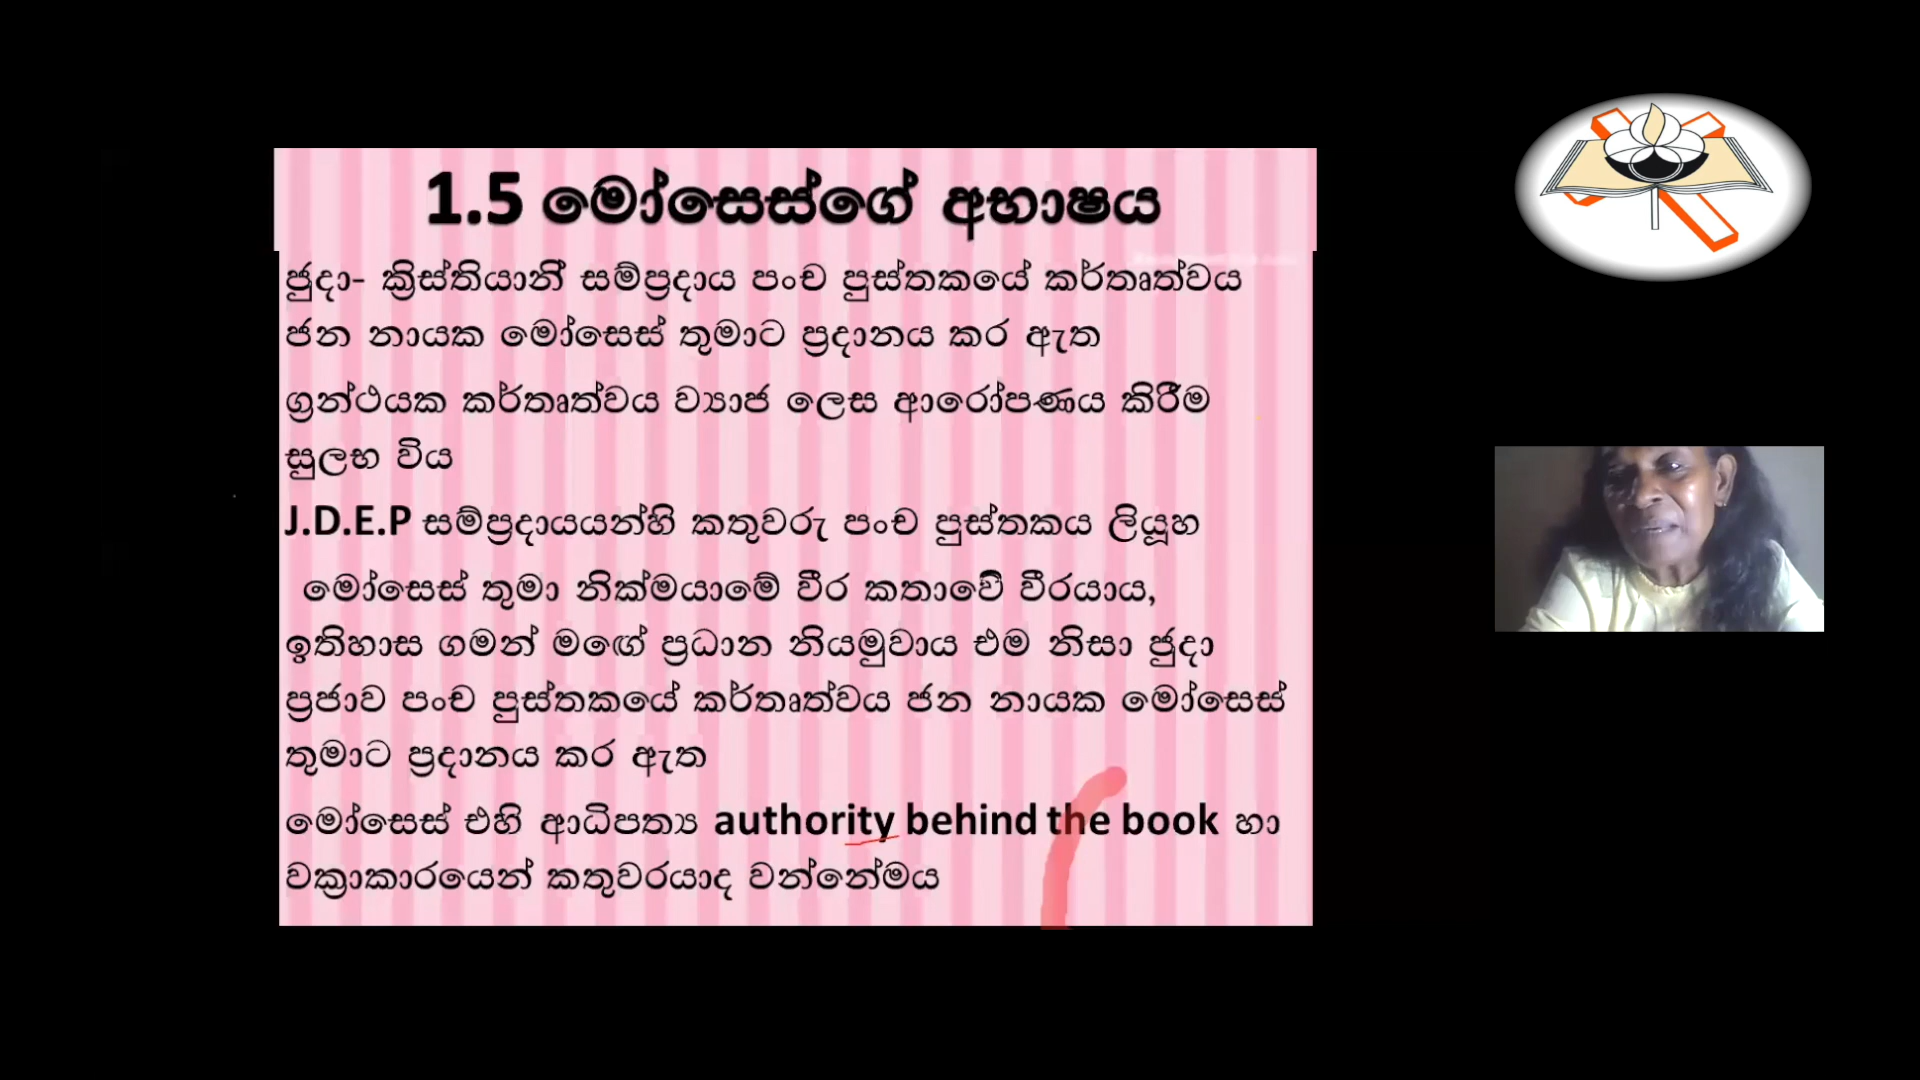 1.5 මෝසෙස්ගේ අභාෂය
ජුදා- ක්‍රිස්තියානි සම්ප්‍රදාය පංච පුස්තකයේ කර්තෘත්වය
ජන නායක මෝසෙස් තුමාට ප්‍රදානය කර ඇත
ග්‍රන්ථයක කර්තෘත්වය ව්‍යාජ ලෙස ආරෝපණය කිරීම
සුලභ විය
J.D.E.P සම්ප්‍රදායයන්හි කතුවරු පංච පුස්තකය ලියූහ
මෝසෙස් තුමා නික්මයාමේ වීර කතාවේ වීරයාය,
ඉතිහාස ගමන් මඟේ ප්‍රධාන නියමුවාය එම නිසා ජුදා
ප්‍රජාව පංච පුස්තකයේ කර්තෘත්වය ජන නායක මෝසෙස්
තුමාට ප්‍රදානය කර ඇත
මෝසෙස් එහි ආධිපත්‍ය authority behind the book හා
වක්‍රාකාරයෙන් කතුවරයාද වන්නේමය